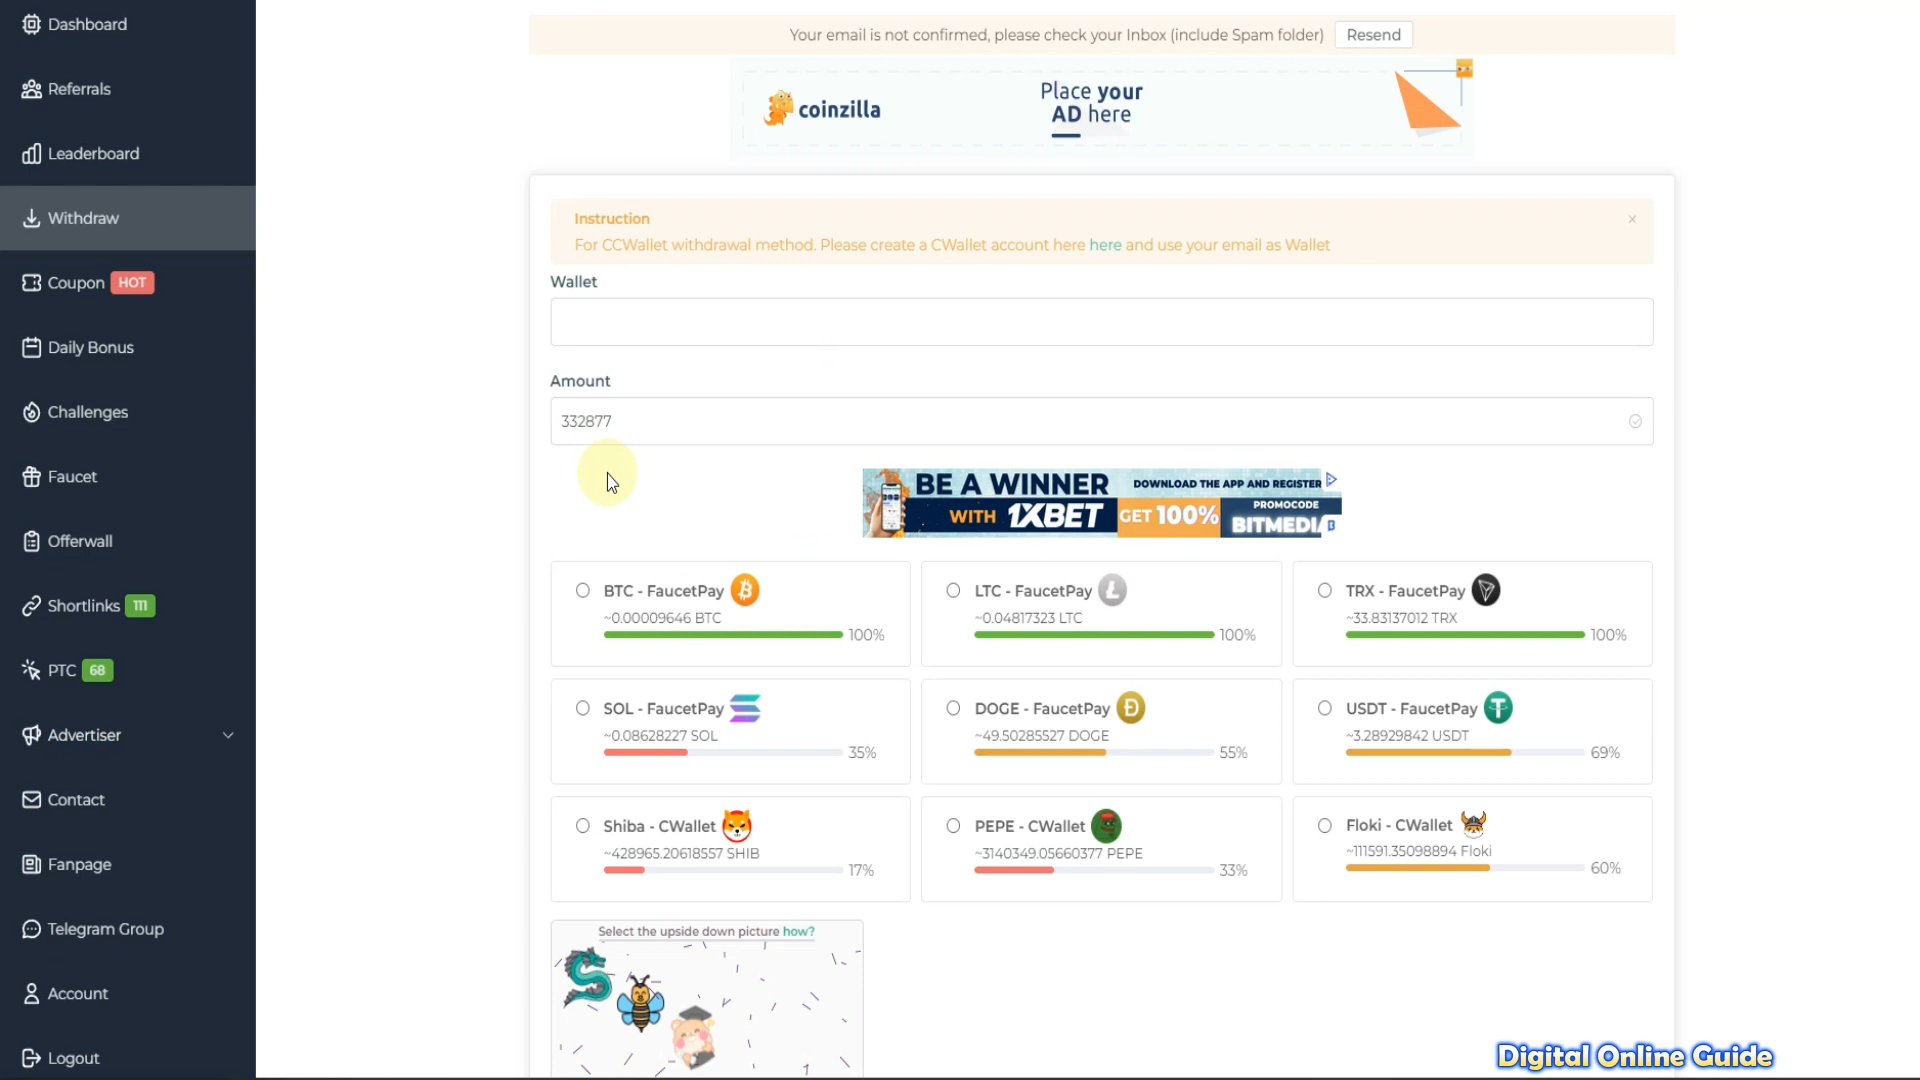 Dashboard
Referrals
Leaderboard
Withdraw
Coupon HOT
Daily Bonus
Challenges
Faucet
Offerwall
Shortlinks 111
PTC 68
Advertiser
Contact
Fanpage
Telegram Group
Account
Logout
Your email is not confirmed, please check your Inbox (include Spam folder) Resend
coinzilla
Place your
AD here
Instruction
For CCWallet withdrawal method. Please create a CWallet account here here and use your email as Wallet
Wallet
Amount
332877
BE A WINNER
WITH 1XBET
GET 100%
DOWNLOAD THE APP AND REGISTER
PROMOCODE
BITMEDIA
BTC - FaucetPay
~0.00009646 BTC
100%
LTC - FaucetPay
~0.04817323 LTC
100%
TRX - FaucetPay
~33.83137012 TRX
100%
SOL - FaucetPay
~0.08628227 SOL
35%
DOGE - FaucetPay
~49.50285527 DOGE
55%
USDT - FaucetPay
~3.28929842 USDT
69%
Shiba - CWallet
~428965.20618557 SHIB
17%
PEPE - CWallet
~3140349.05660377 PEPE
33%
Floki - CWallet
~111591.35098894 Floki
60%
Select the upside down picture how?
Digital Online Guide